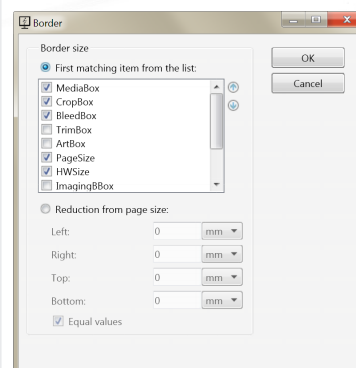 Border
Border size
First matching item from the list:
MediaBox
CropBox
BleedBox
TrimBox
ArtBox
PageSize
HWSize
ImagingBBox
OK
Cancel
Reduction from page size:
Left: 0 mm
Right: 0 mm
Top: 0 mm
Bottom: 0 mm
Equal values